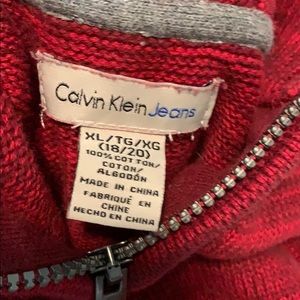 Calvin Klein Jeans
XL/TG/XG
(18/20)
100% COTTON/
COTON/
ALGODÓN
MADE IN CHINA
FABRIQUÉ EN
CHINE
HECHO EN CHINA